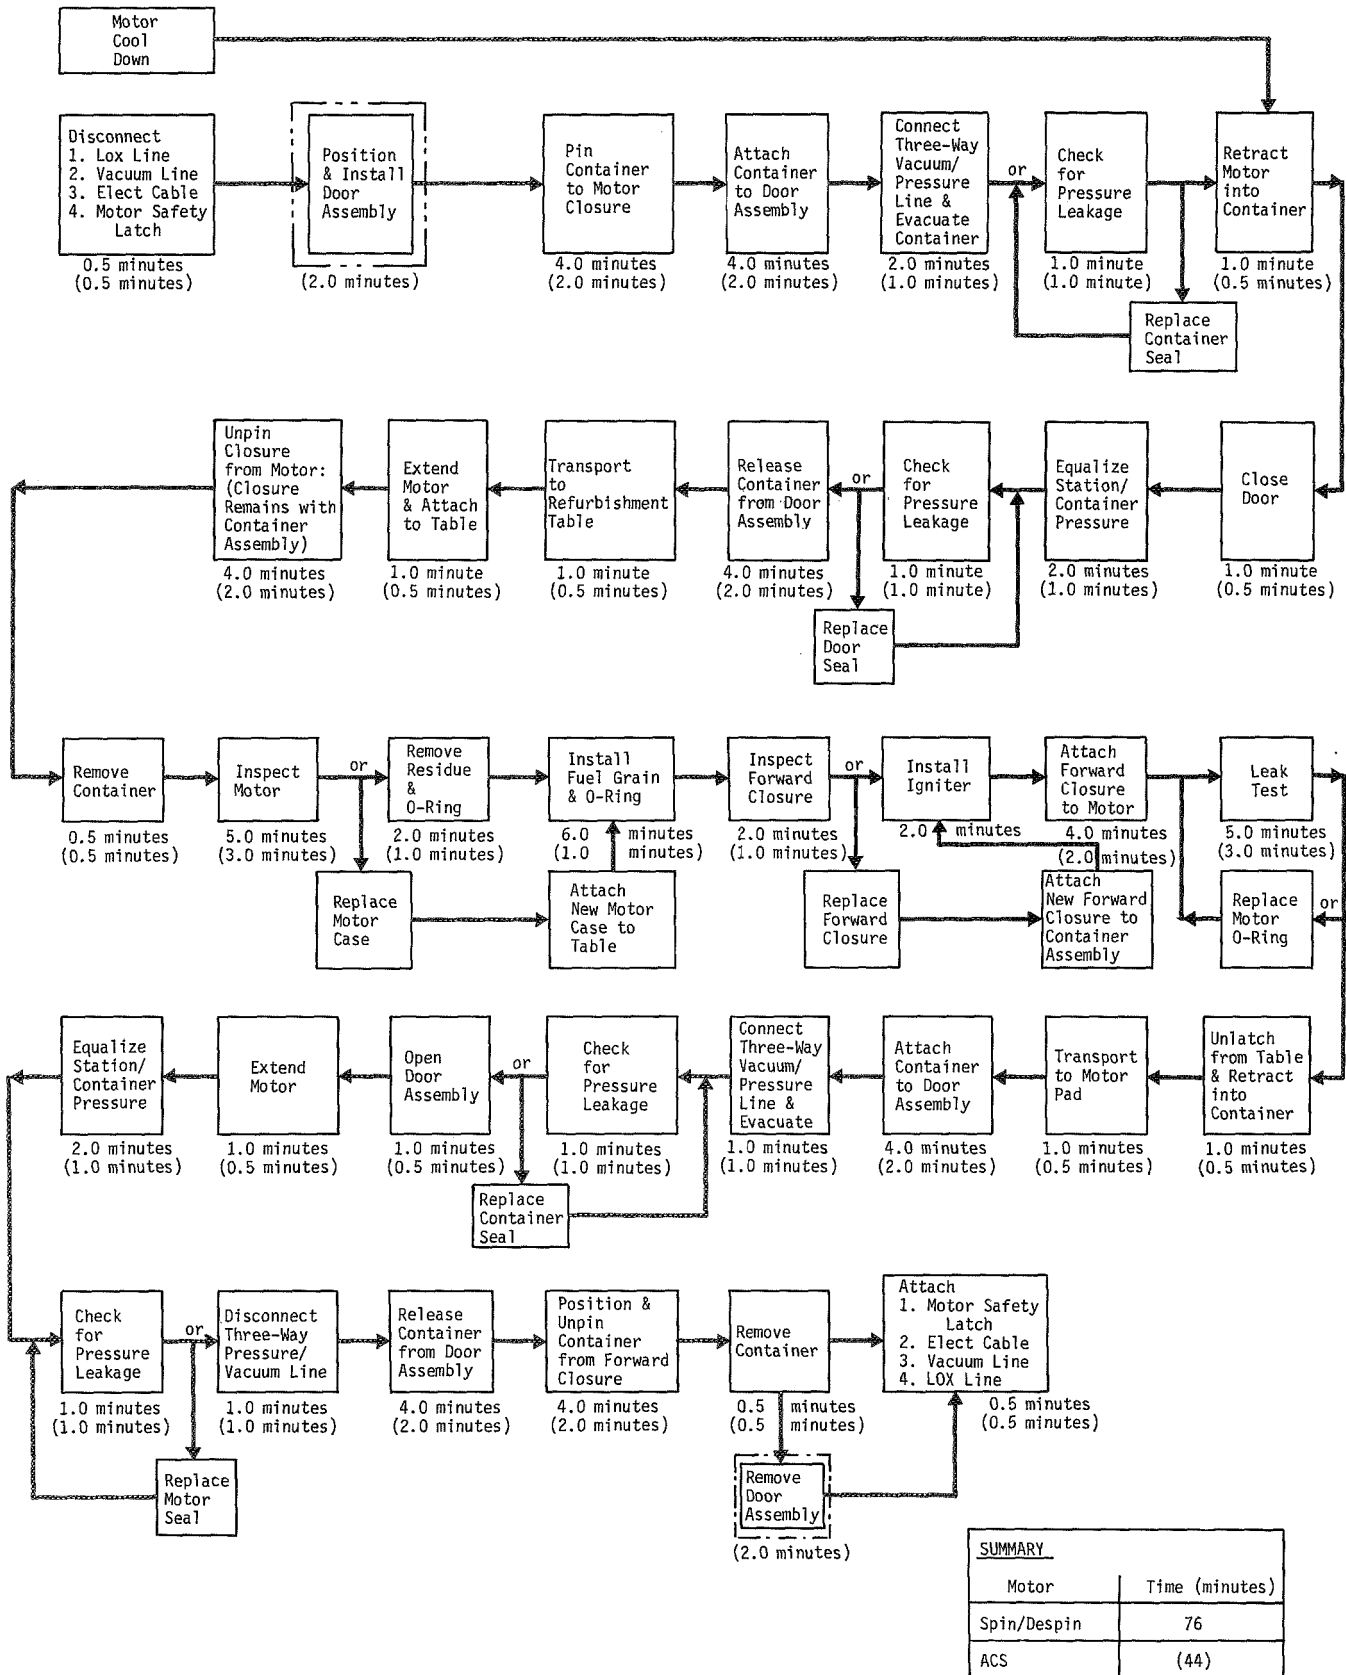 Motor
Cool
Down
Disconnect
1. Lox Line
2. Vacuum Line
3. Elect Cable
4. Motor Safety
Latch
0.5 minutes
(0.5 minutes)
Position
& Install
Door
Assembly
(2.0 minutes)
Pin
Container
to Motor
Closure
4.0 minutes
(2.0 minutes)
Attach
Container
to Door
Assembly
4.0 minutes
(2.0 minutes)
Connect
Three-Way
Vacuum/
Pressure
Line &
Evacuate
Container
2.0 minutes
(1.0 minutes)
or
Check
for
Pressure
Leakage
1.0 minute
(1.0 minute)
Retract
Motor
into
Container
1.0 minute
(0.5 minutes)
Replace
Container
Seal
Unpin
Closure
from Motor:
(Closure
Remains with
Container
Assembly)
4.0 minutes
(2.0 minutes)
Extend
Motor
& Attach
to Table
1.0 minute
(0.5 minutes)
Transport
to
Refurbishment
Table
1.0 minute
(0.5 minutes)
Release
Container
from Door
Assembly
4.0 minutes
(2.0 minutes)
or
Check
for
Pressure
Leakage
1.0 minute
(1.0 minute)
Equalize
Station/
Container
Pressure
2.0 minutes
(1.0 minutes)
Close
Door
1.0 minute
(0.5 minutes)
Replace
Door
Seal
Remove
Container
0.5 minutes
(0.5 minutes)
Inspect
Motor
5.0 minutes
(3.0 minutes)
or
Remove
Residue
&
O-Ring
2.0 minutes
(1.0 minutes)
Install
Fuel Grain
& O-Ring
6.0 minutes
(1.0 minutes)
Inspect
Forward
Closure
2.0 minutes
(1.0 minutes)
or
Install
Igniter
2.0 minutes
Attach
Forward
Closure
to Motor
4.0 minutes
(2.0 minutes)
Leak
Test
5.0 minutes
(3.0 minutes)
Replace
Motor
Case
Attach
New Motor
Case to
Table
Replace
Forward
Closure
Attach
New Forward
Closure to
Container
Assembly
Replace
Motor
O-Ring
or
Equalize
Station/
Container
Pressure
2.0 minutes
(1.0 minutes)
Extend
Motor
1.0 minutes
(0.5 minutes)
Open
Door
Assembly
1.0 minutes
(0.5 minutes)
or
Check
for
Pressure
Leakage
1.0 minutes
(1.0 minutes)
Connect
Three-Way
Vacuum/
Pressure
Line &
Evacuate
1.0 minutes
(1.0 minutes)
Attach
Container
to Door
Assembly
4.0 minutes
(2.0 minutes)
Transport
to Motor
Pad
1.0 minutes
(0.5 minutes)
Unlatch
from Table
& Retract
into
Container
1.0 minutes
(0.5 minutes)
Replace
Container
Seal
Check
for
Pressure
Leakage
1.0 minutes
(1.0 minutes)
or
Disconnect
Three-Way
Pressure/
Vacuum Line
1.0 minutes
(1.0 minutes)
Release
Container
from Door
Assembly
4.0 minutes
(2.0 minutes)
Position &
Unpin
Container
from Forward
Closure
4.0 minutes
(2.0 minutes)
Remove
Container
0.5 minutes
(0.5 minutes)
Attach
1. Motor Safety
Latch
2. Elect Cable
3. Vacuum Line
4. LOX Line
0.5 minutes
(0.5 minutes)
Replace
Motor
Seal
Remove
Door
Assembly
(2.0 minutes)
SUMMARY
Motor Time (minutes)
Spin/Despin 76
ACS (44)